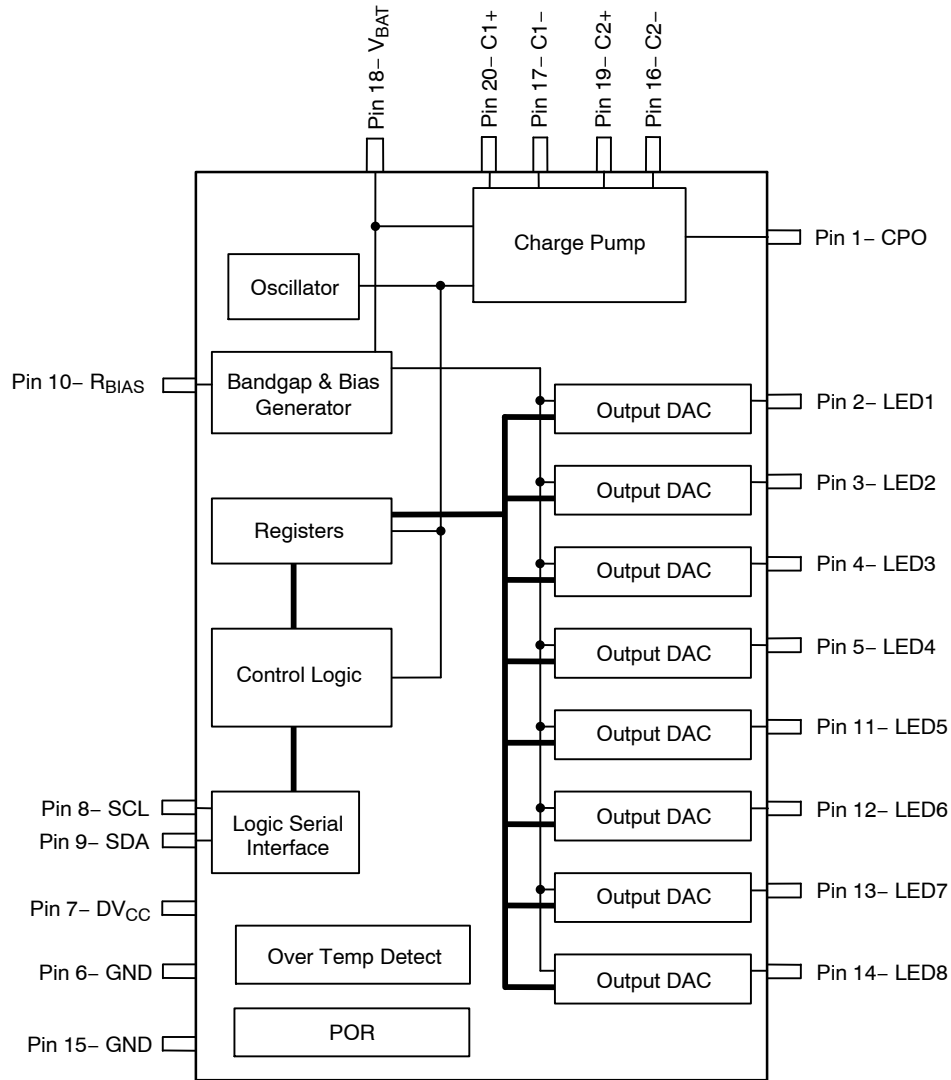 Pin 18− VBAT
Pin 20− C1+
Pin 17− C1−
Pin 19− C2+
Pin 16− C2−
Charge Pump
Pin 1− CPO
Oscillator
Pin 10− RBIAS
Bandgap & Bias
Generator
Output DAC
Pin 2− LED1
Output DAC
Pin 3− LED2
Registers
Output DAC
Pin 4− LED3
Control Logic
Output DAC
Pin 5− LED4
Output DAC
Pin 11− LED5
Pin 8− SCL
Pin 9− SDA
Logic Serial
Interface
Output DAC
Pin 12− LED6
Output DAC
Pin 13− LED7
Pin 7− DVCC
Over Temp Detect
Pin 6− GND
Output DAC
Pin 14− LED8
POR
Pin 15− GND